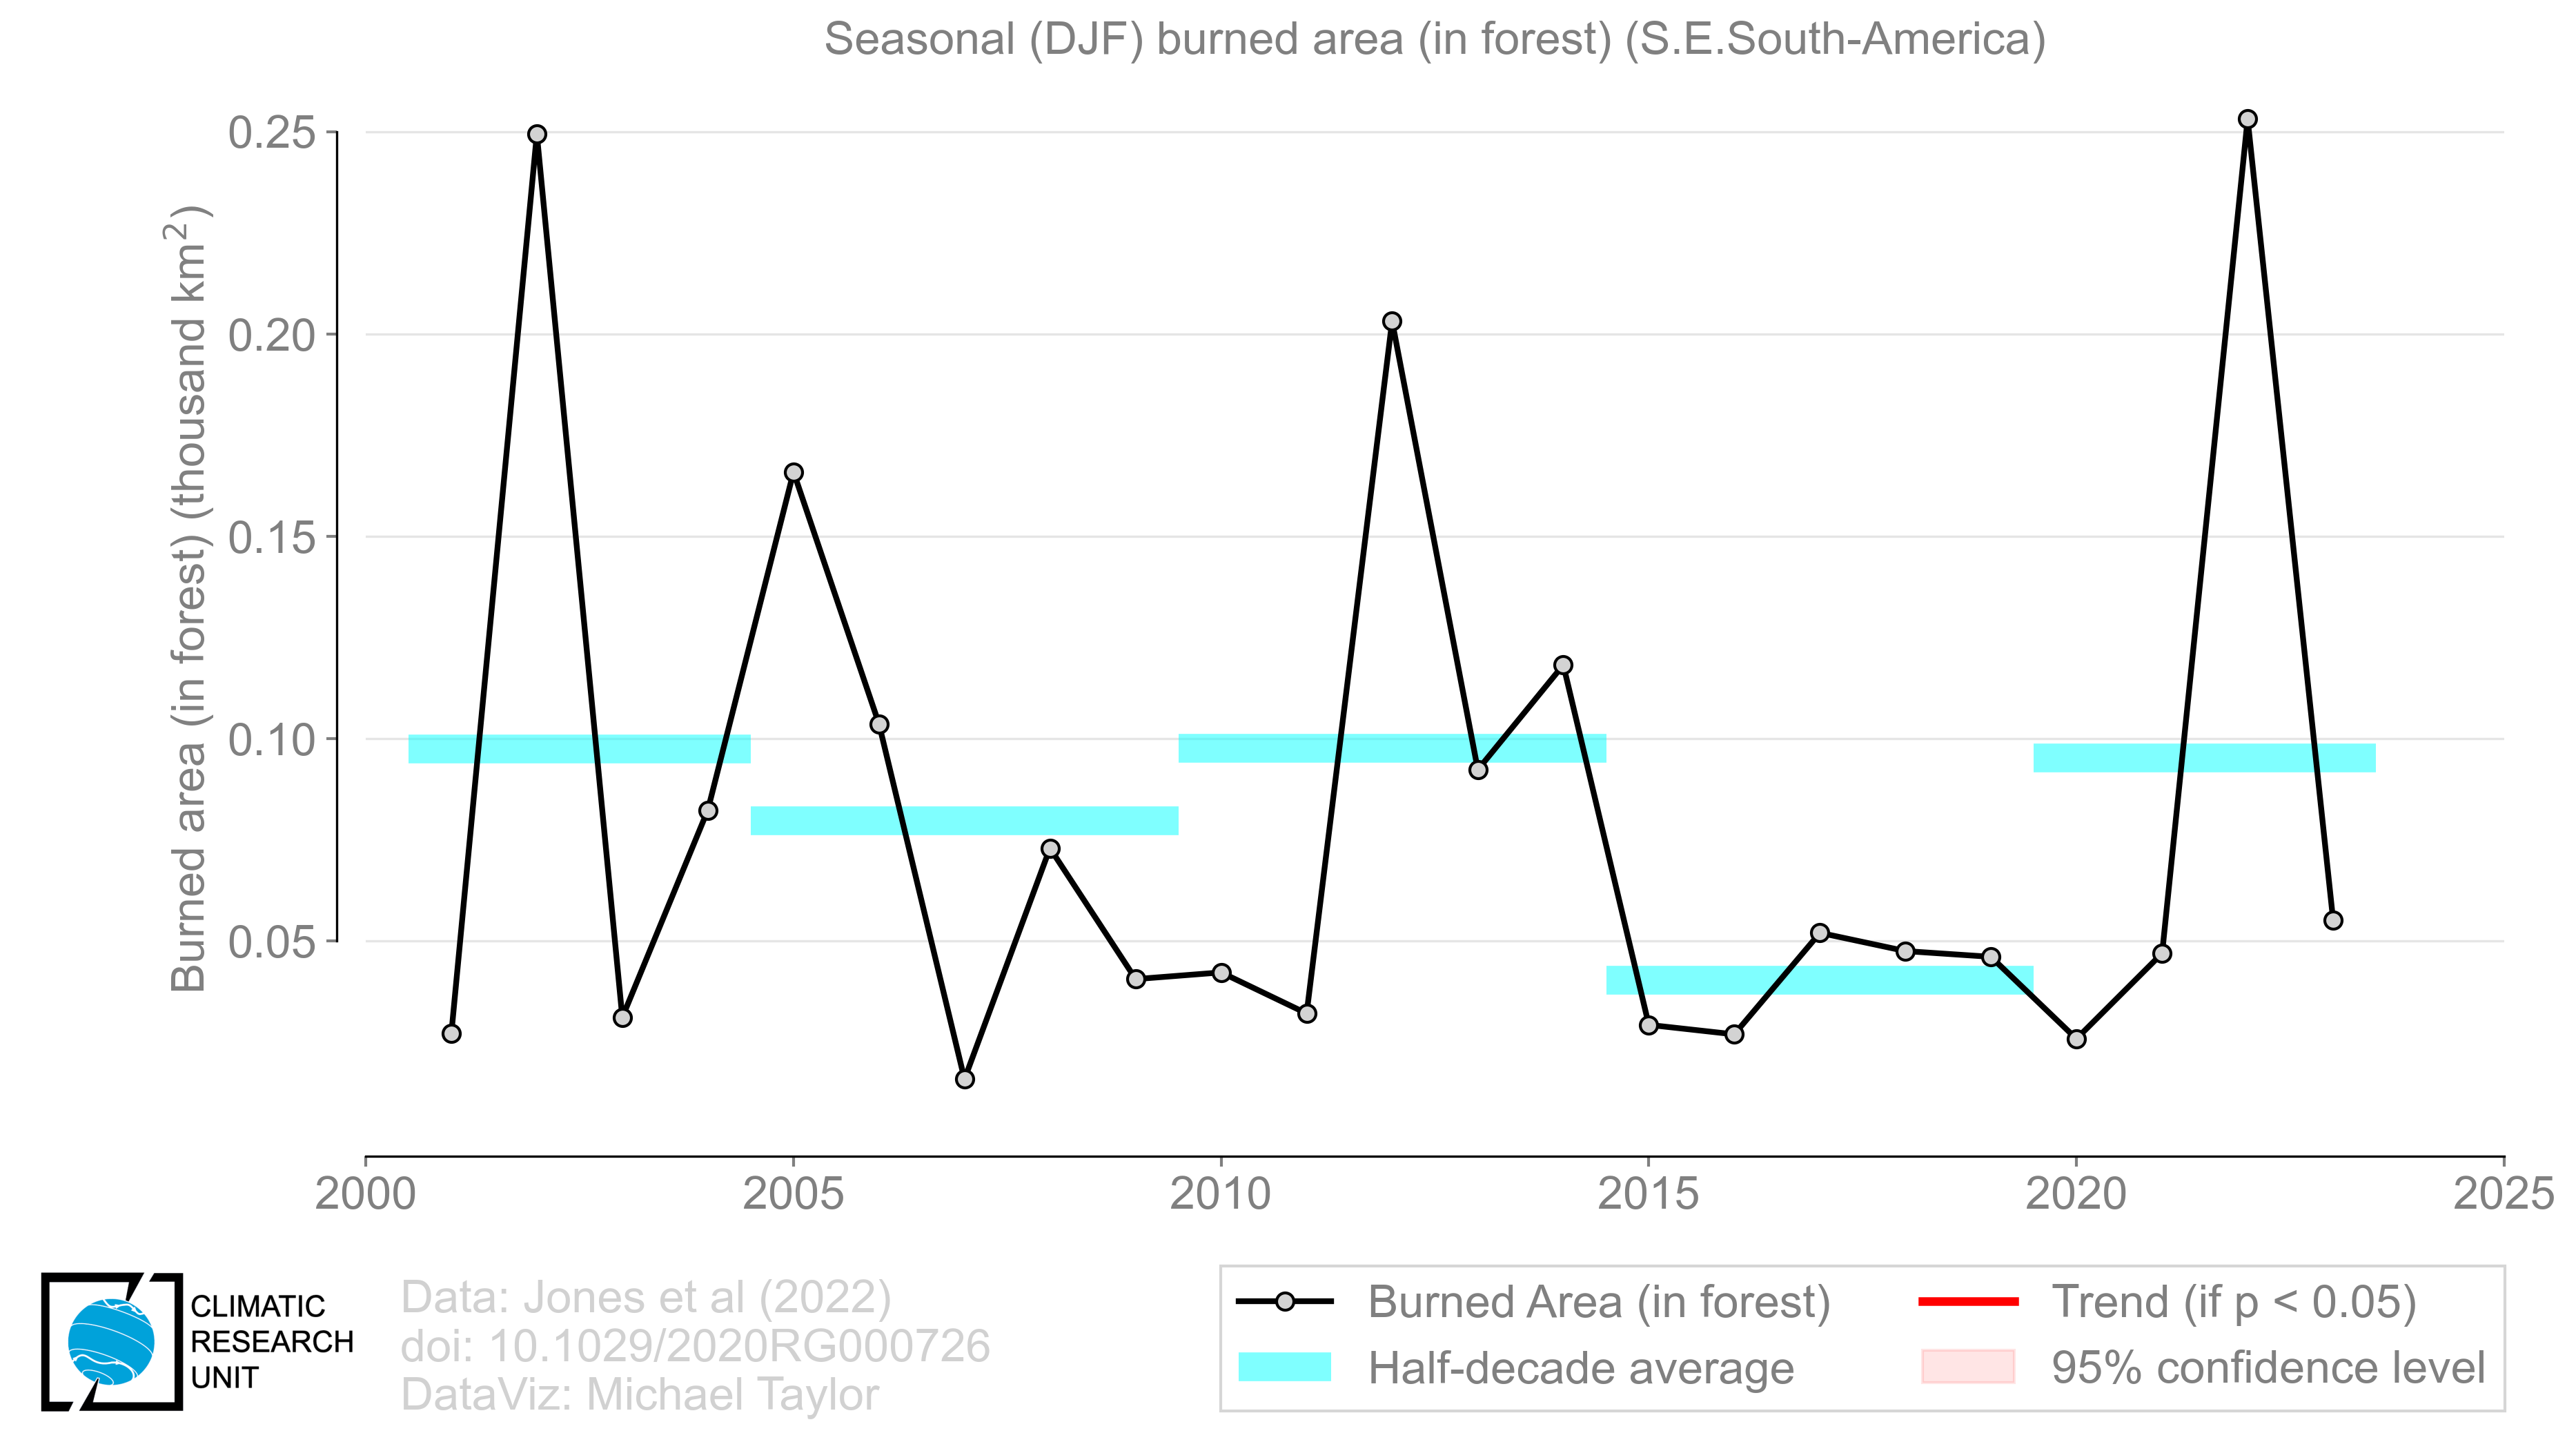 Seasonal (DJF) burned area (in forest) (S.E.South-America)
Burned area (in forest) (thousand km²)
0.25
0.20
0.15
0.10
0.05
2000
2005
2010
2015
2020
2025
CLIMATIC
RESEARCH
UNIT
Data: Jones et al (2022)
doi: 10.1029/2020RG000726
DataViz: Michael Taylor
Burned Area (in forest)
Half-decade average
Trend (if p < 0.05)
95% confidence level